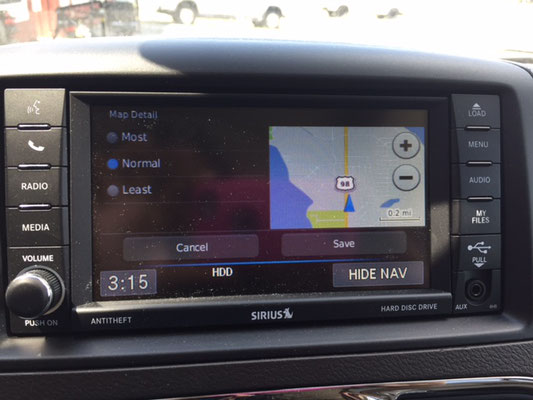 Map Detail
Most
Normal
Least
98
0.2 mi
Cancel
Save
3:15
HDD
HIDE NAV
RADIO
MEDIA
VOLUME
PUSH ON
ANTITHEFT
SIRIUS
HARD DISC DRIVE
LOAD
MENU
AUDIO
MY
FILES
PULL
AUX